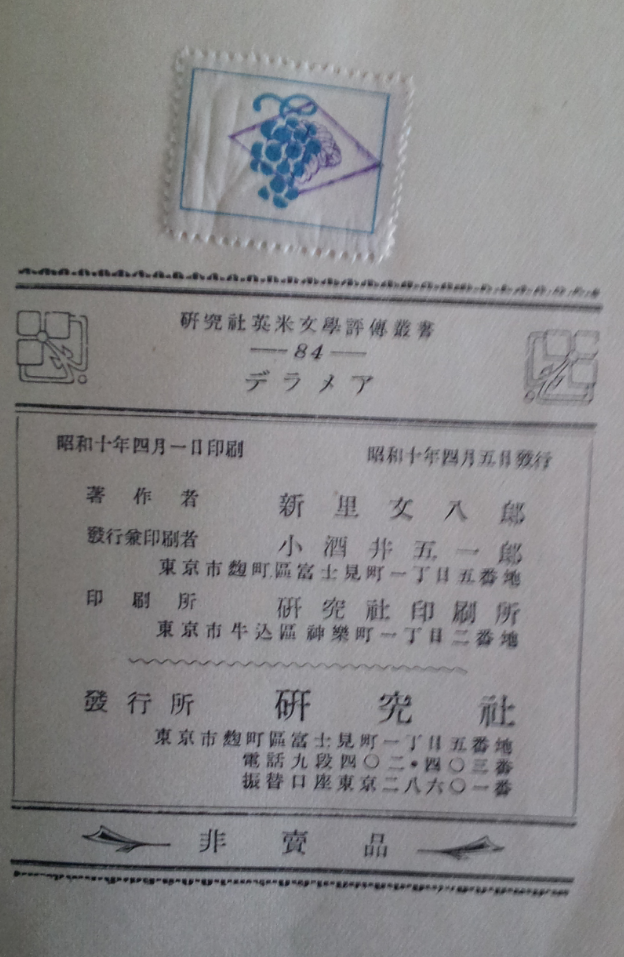 研究社英米文學評傳叢書
—84—
デラメア
昭和十年四月一日印刷 昭和十年四月五日發行
著作者 新里文八郎
發行兼印刷者 小酒井五一郎
東京市麴町區富士見町一丁目五番地
印刷所 研究社印刷所
東京市牛込區神樂町一丁目二番地
發行所 研究社
東京市麴町區富士見町一丁目五番地
電話九段四〇二・四〇三番
振替口座東京二八六〇一番
非賣品